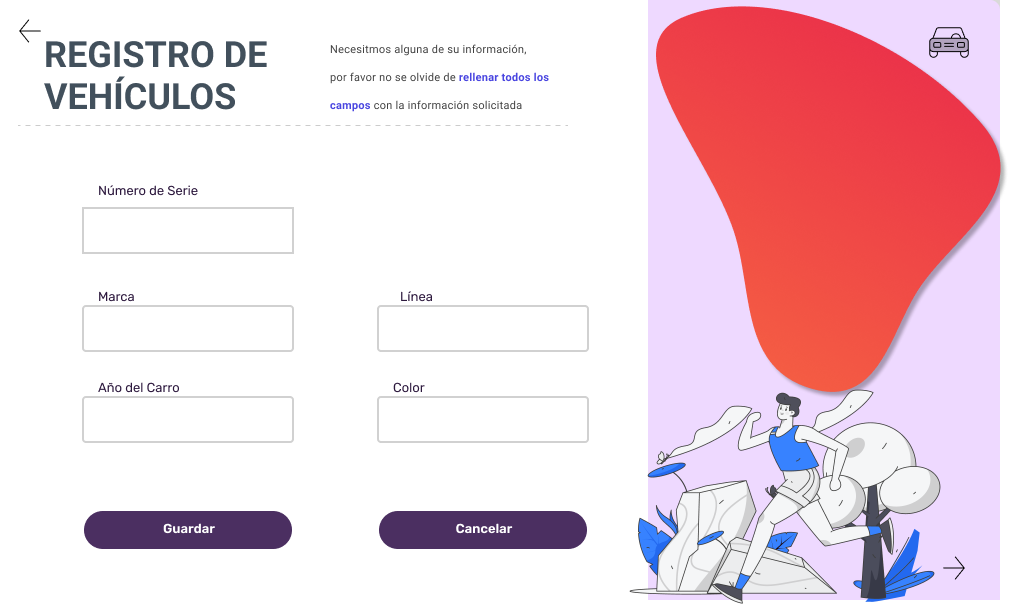 REGISTRO DE
VEHÍCULOS
Necesitmos alguna de su información,
por favor no se olvide de rellenar todos los
campos con la información solicitada
Número de Serie
Marca
Línea
Año del Carro
Color
Guardar
Cancelar